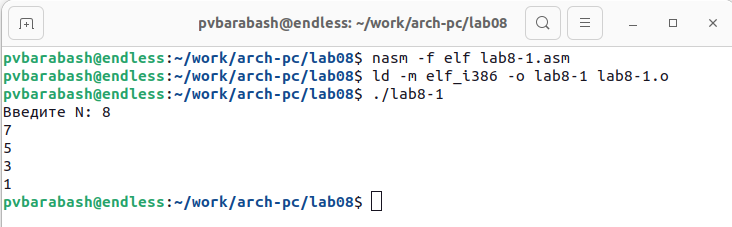 pvbarabash@endless: ~/work/arch-pc/lab08
pvbarabash@endless:~/work/arch-pc/lab08$ nasm -f elf lab8-1.asm
pvbarabash@endless:~/work/arch-pc/lab08$ ld -m elf_i386 -o lab8-1 lab8-1.o
pvbarabash@endless:~/work/arch-pc/lab08$ ./lab8-1
Введите N: 8
7
5
3
1
pvbarabash@endless:~/work/arch-pc/lab08$